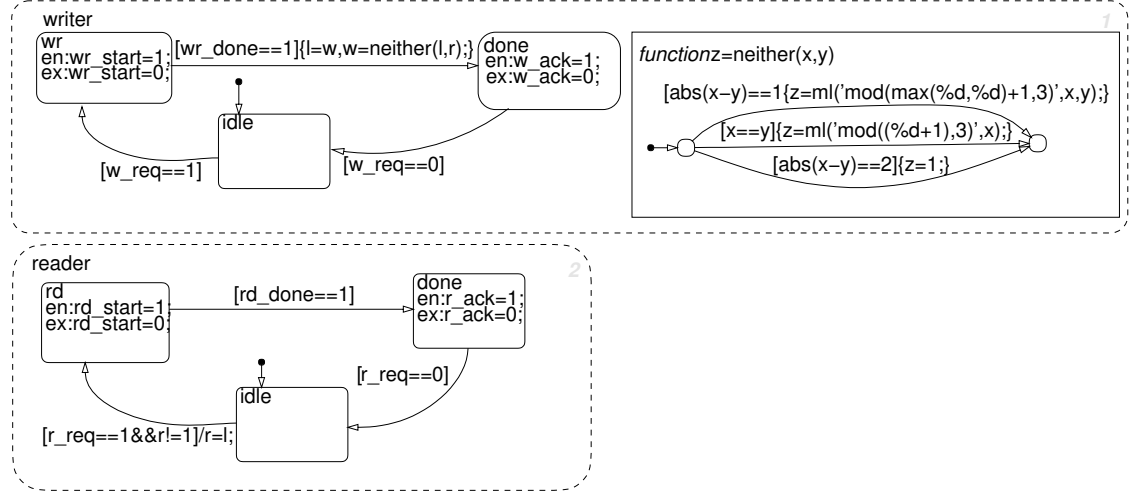 writer
1
wr
en:wr_start=1;
ex:wr_start=0;
[wr_done==1]{l=w,w=neither(l,r);}
done
en:w_ack=1;
ex:w_ack=0;
idle
[w_req==1]
[w_req==0]
functionz=neither(x,y)
[abs(x−y)==1{z=ml('mod(max(%d,%d)+1,3)',x,y);}
[x==y]{z=ml('mod((%d+1),3)',x);}
[abs(x−y)==2]{z=1;}
reader
2
rd
en:rd_start=1;
ex:rd_start=0;
[rd_done==1]
done
en:r_ack=1;
ex:r_ack=0;
idle
[r_req==0]
[r_req==1&&r!=1]/r=l;